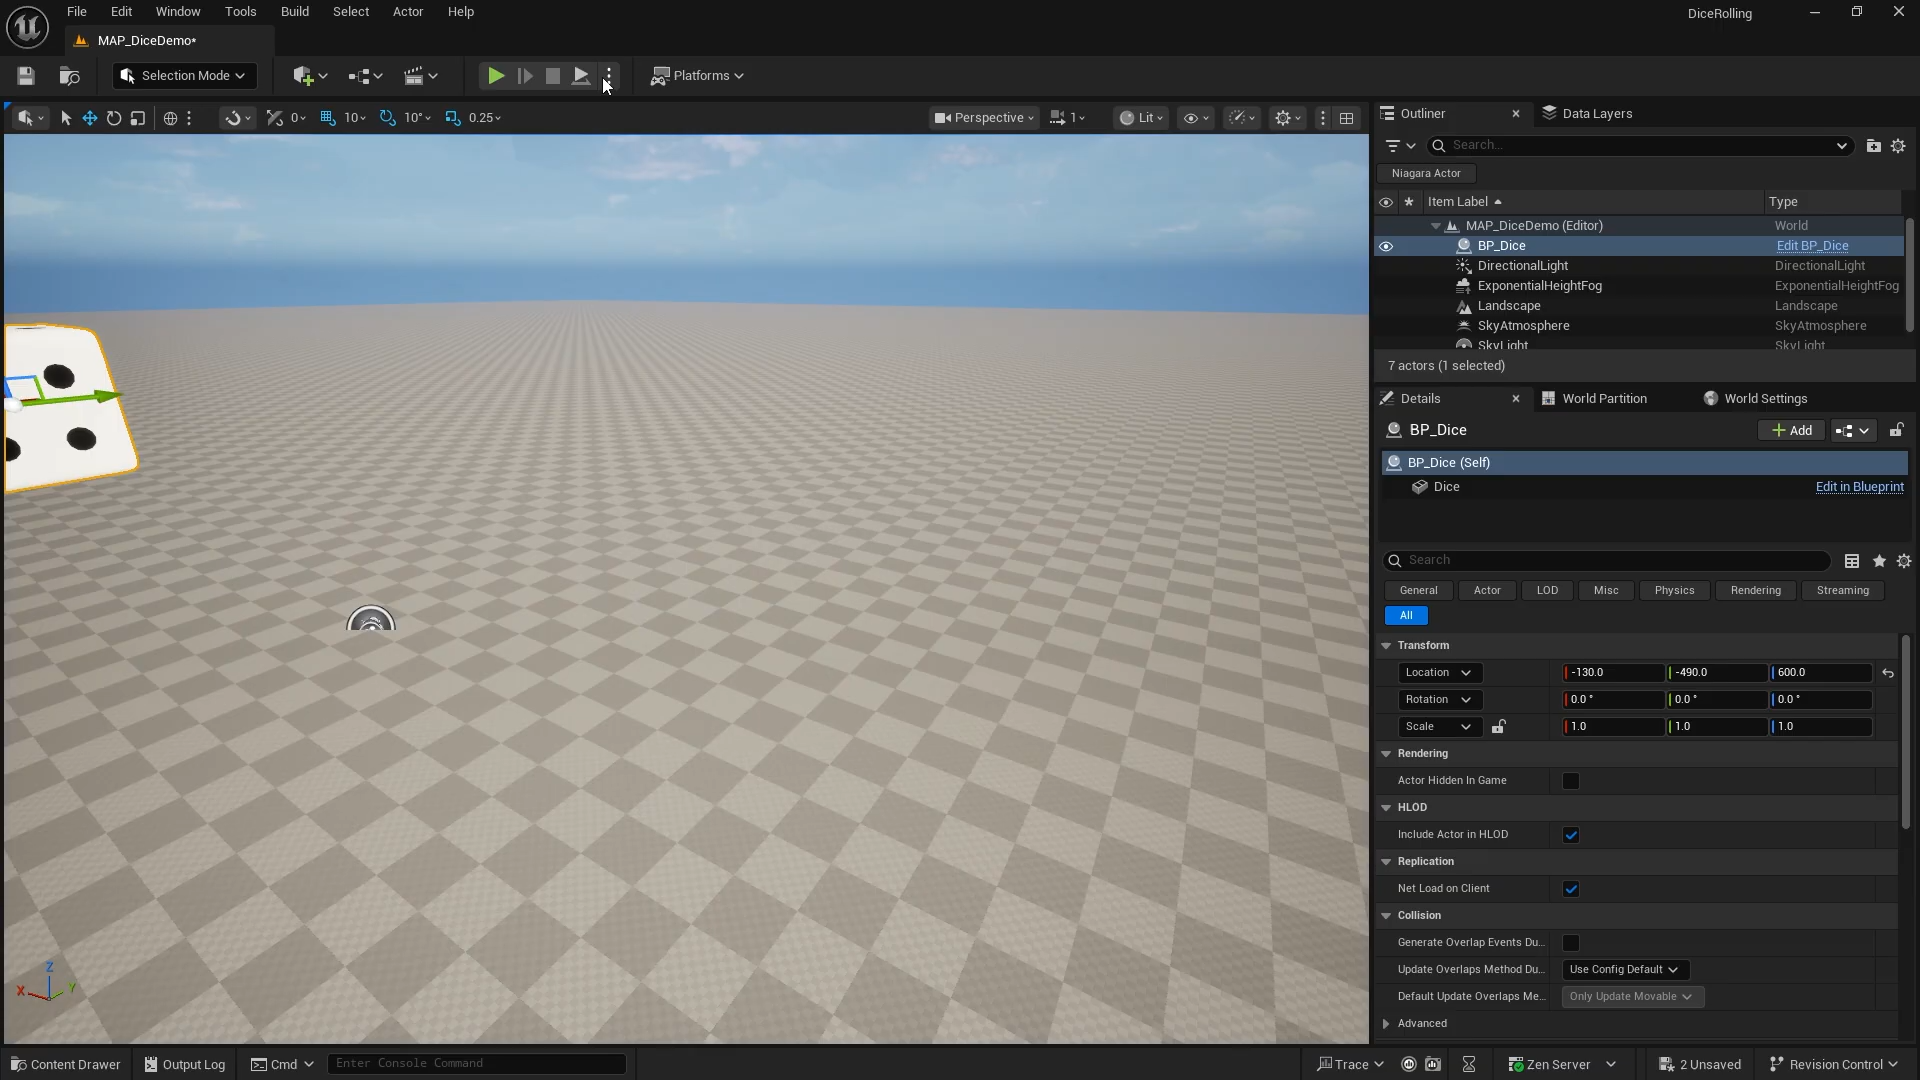 File Edit Window Tools Build Select Actor Help
DiceRolling
MAP_DiceDemo*
Selection Mode
Platforms
0 10 10° 0.25
Perspective 1 Lit
Outliner
Data Layers
Search...
Niagara Actor
Item Label Type
MAP_DiceDemo (Editor) World
BP_Dice Edit BP_Dice
DirectionalLight DirectionalLight
ExponentialHeightFog ExponentialHeightFog
Landscape Landscape
SkyAtmosphere SkyAtmosphere
SkyLight SkyLight
7 actors (1 selected)
Details World Partition World Settings
BP_Dice
Add
BP_Dice (Self)
Dice Edit in Blueprint
Search
General Actor LOD Misc Physics Rendering Streaming
All
Transform
Location -130.0 -490.0 600.0
Rotation 0.0 ° 0.0 ° 0.0 °
Scale 1.0 1.0 1.0
Rendering
Actor Hidden In Game
HLOD
Include Actor in HLOD
Replication
Net Load on Client
Collision
Generate Overlap Events Du...
Update Overlaps Method Du... Use Config Default
Default Update Overlaps Me... Only Update Movable
Advanced
Z
X Y
Content Drawer Output Log Cmd Enter Console Command Trace Zen Server 2 Unsaved Revision Control